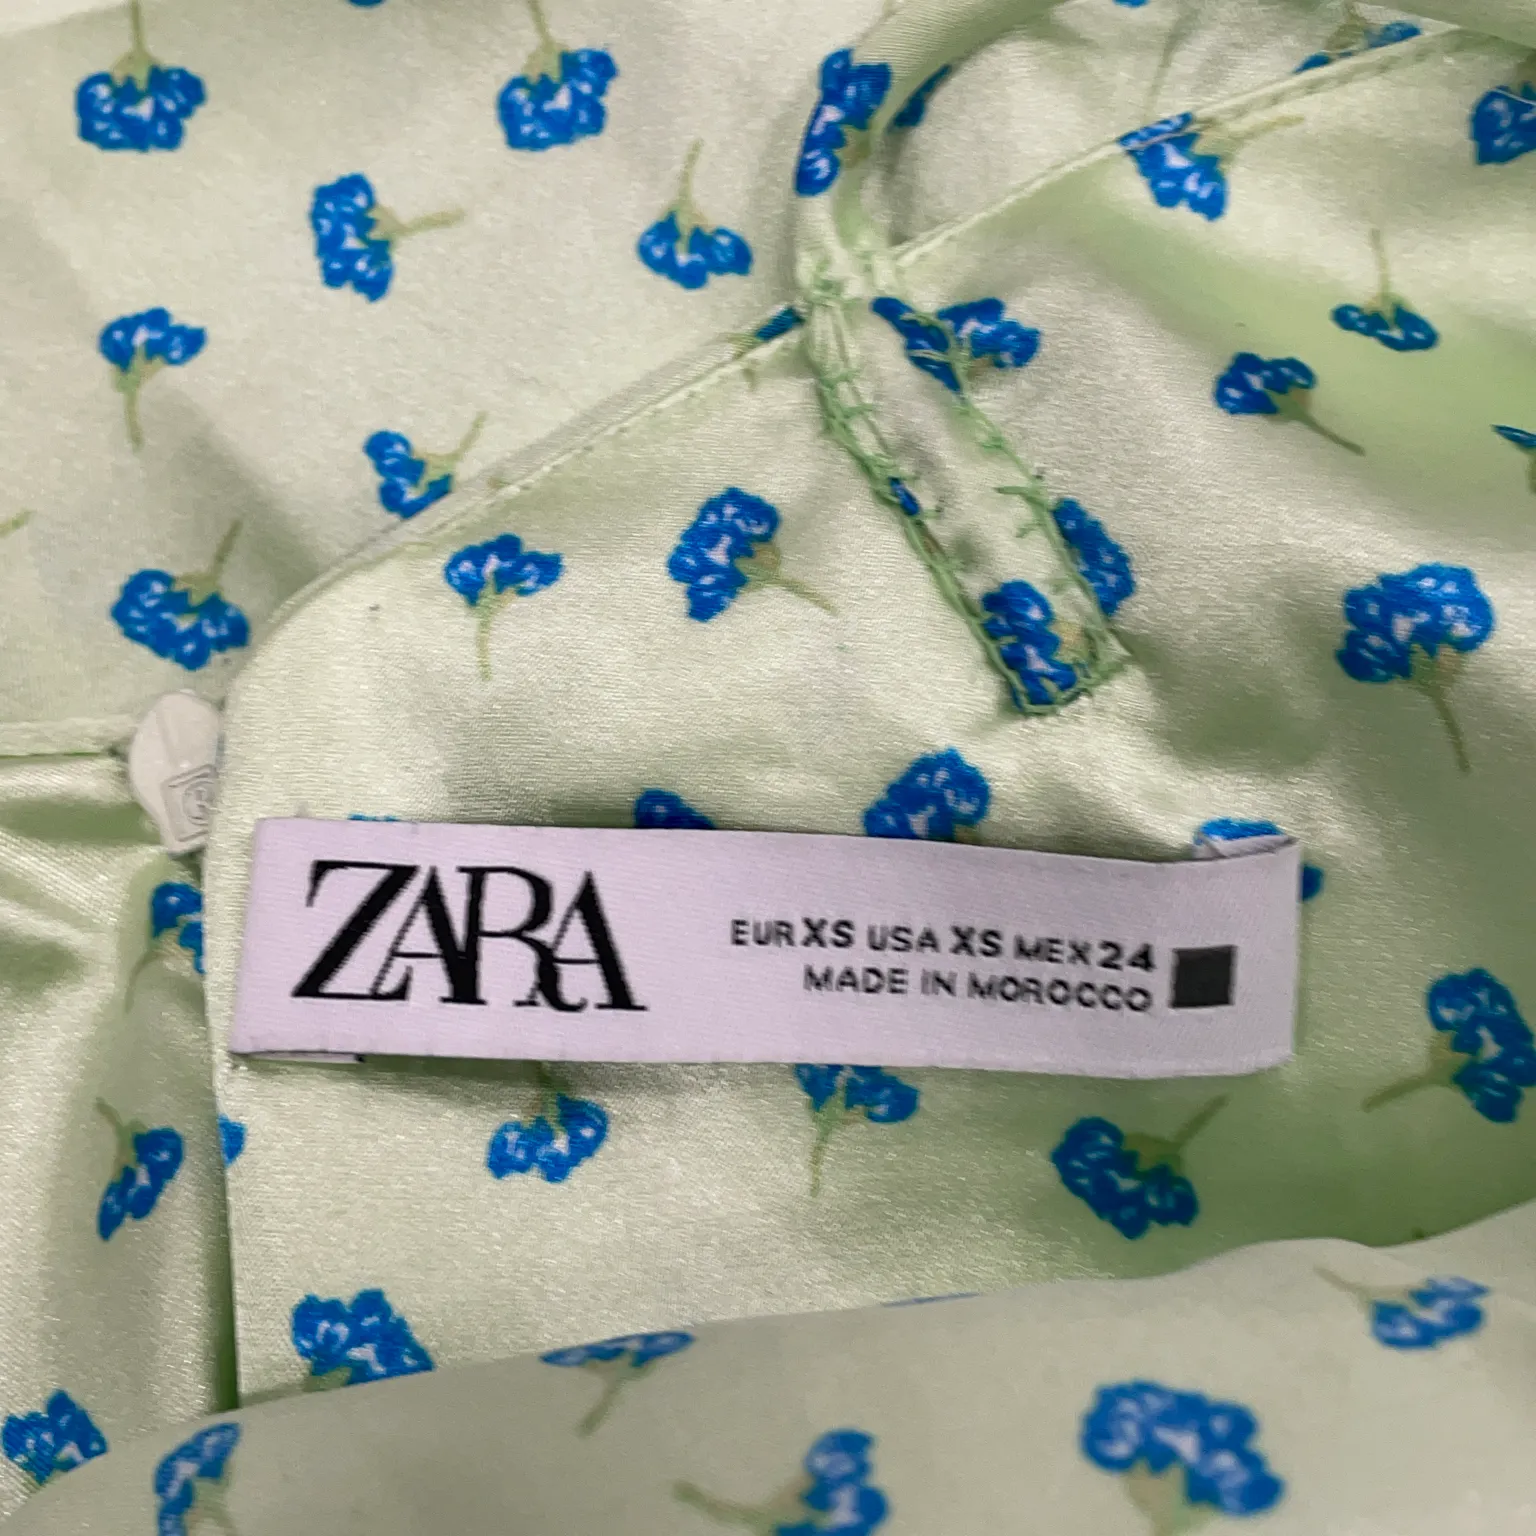 ZARA
EUR XS USA XS MEX 24
MADE IN MOROCCO